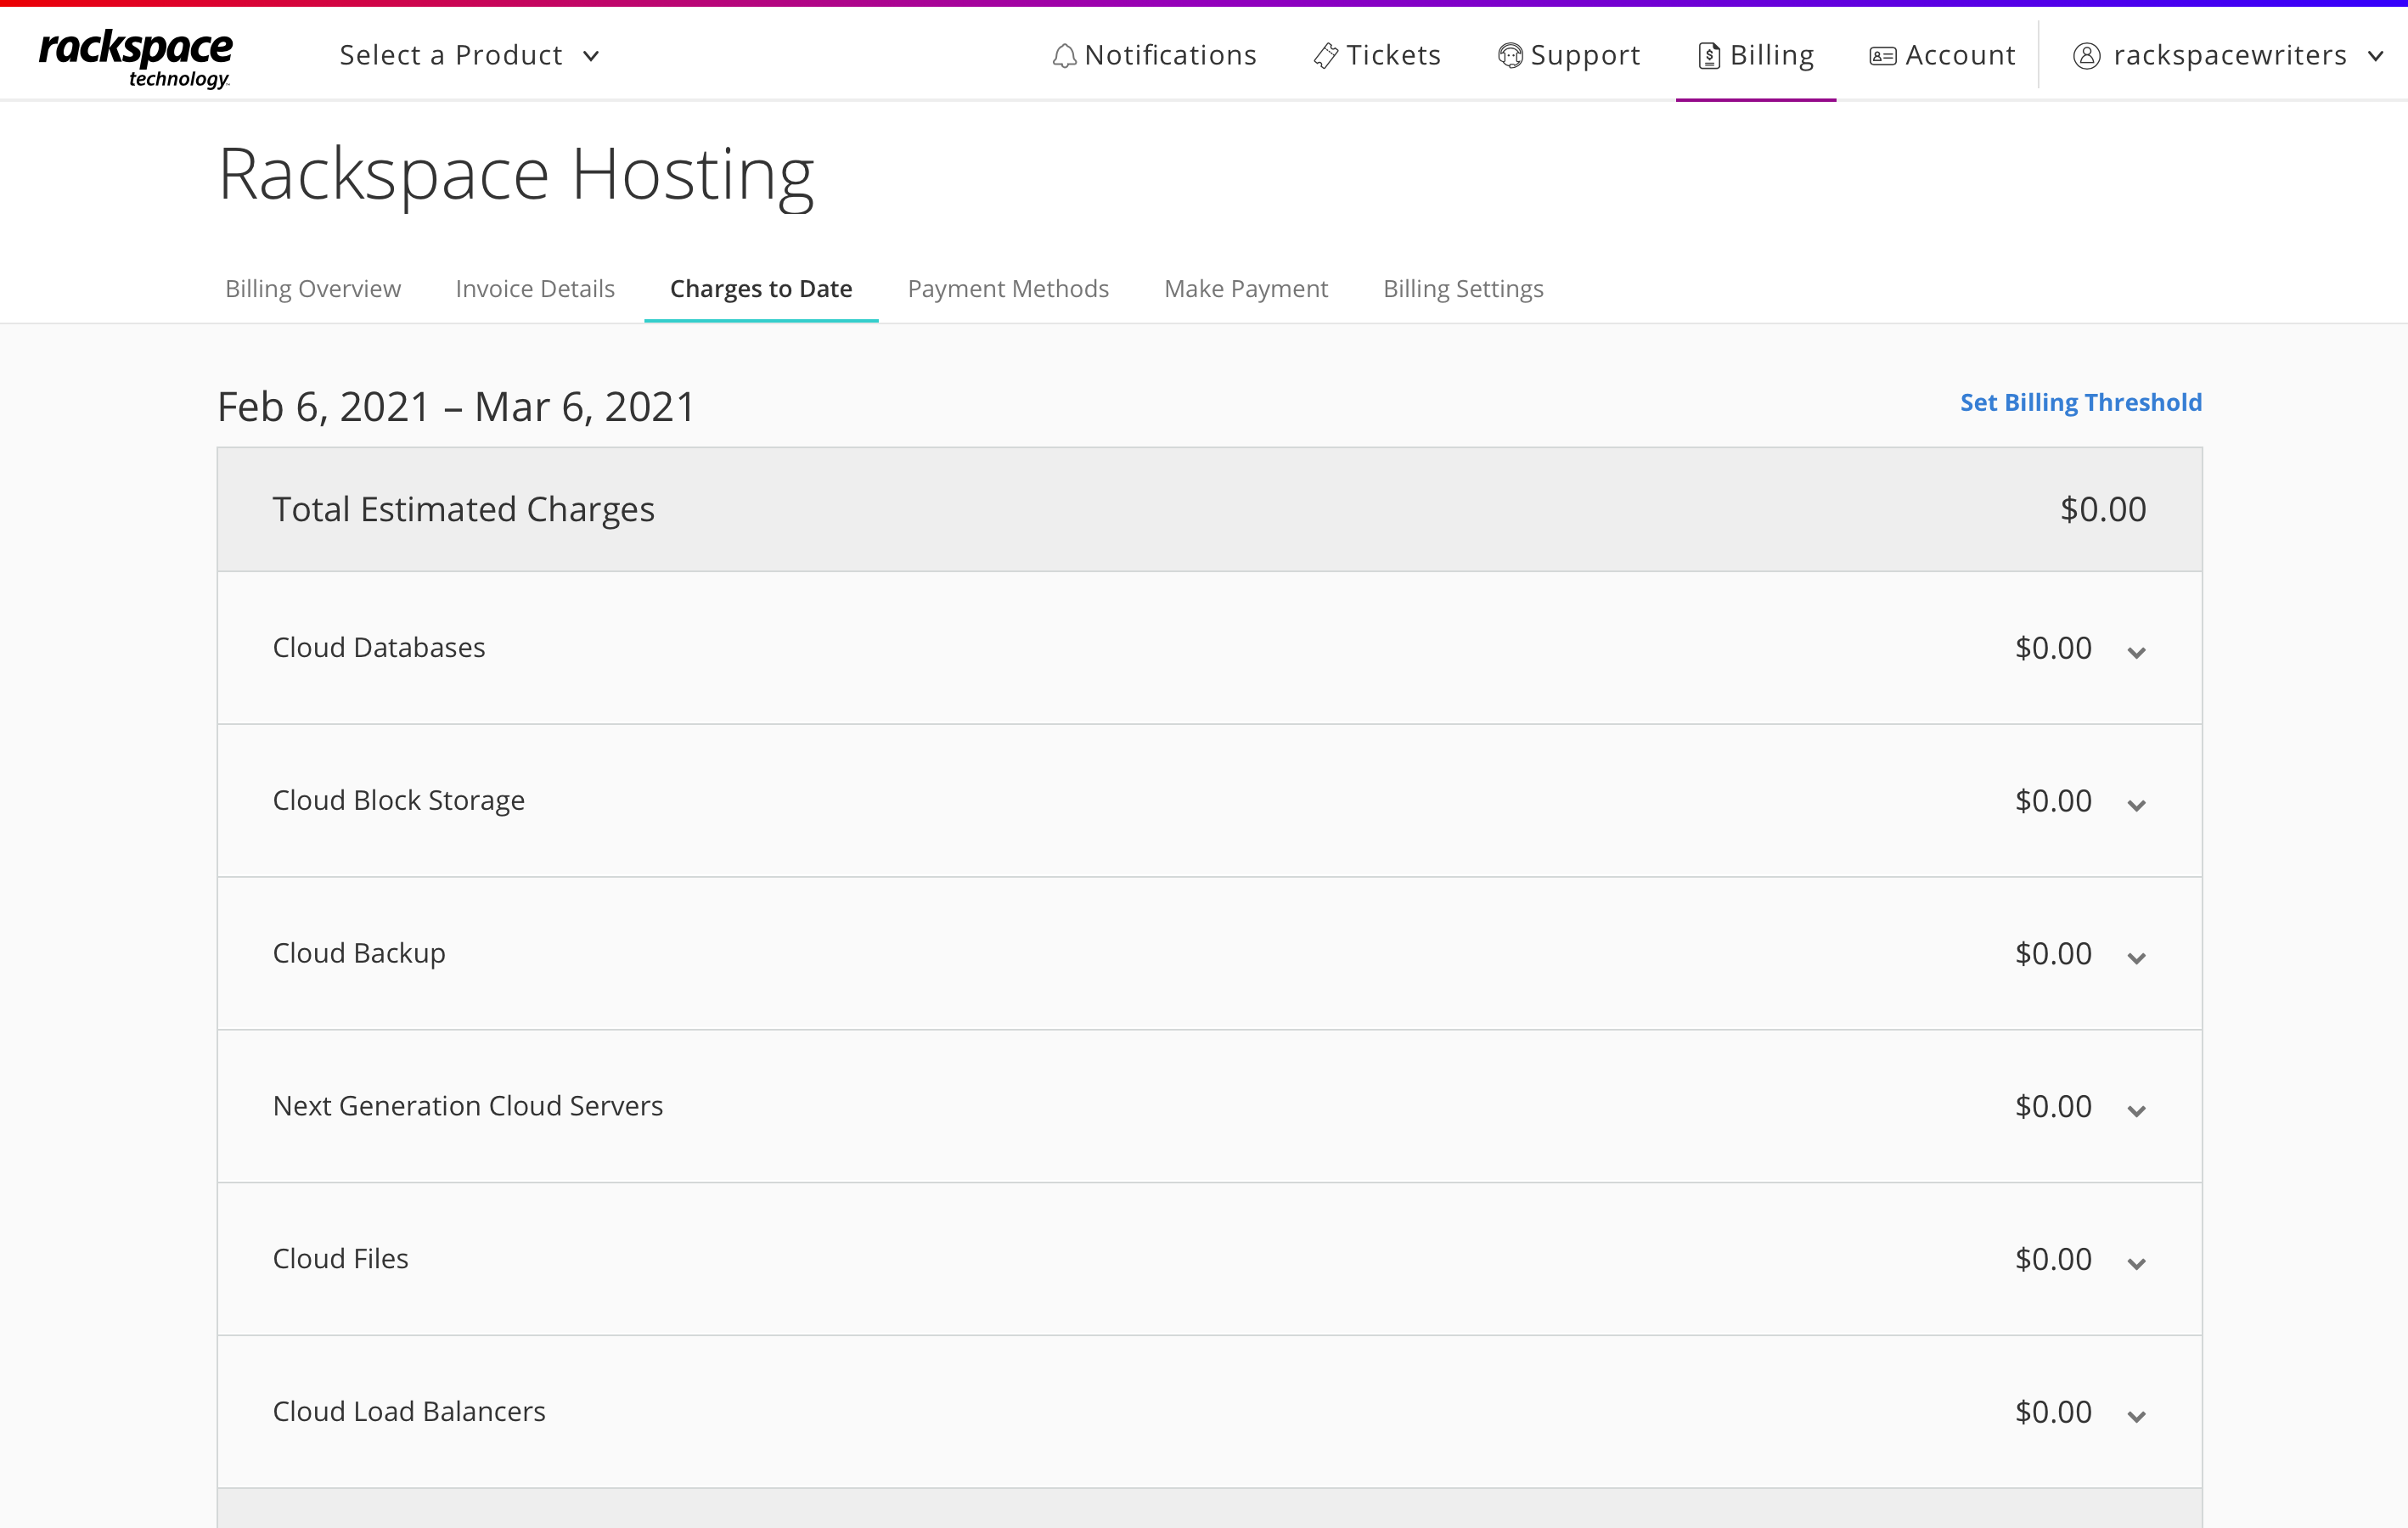 rackspace
technology
Select a Product
Notifications
Tickets
Support
Billing
Account
rackspacewriters
Rackspace Hosting
Billing Overview
Invoice Details
Charges to Date
Payment Methods
Make Payment
Billing Settings
Feb 6, 2021 – Mar 6, 2021
Set Billing Threshold
Total Estimated Charges $0.00
Cloud Databases $0.00
Cloud Block Storage $0.00
Cloud Backup $0.00
Next Generation Cloud Servers $0.00
Cloud Files $0.00
Cloud Load Balancers $0.00